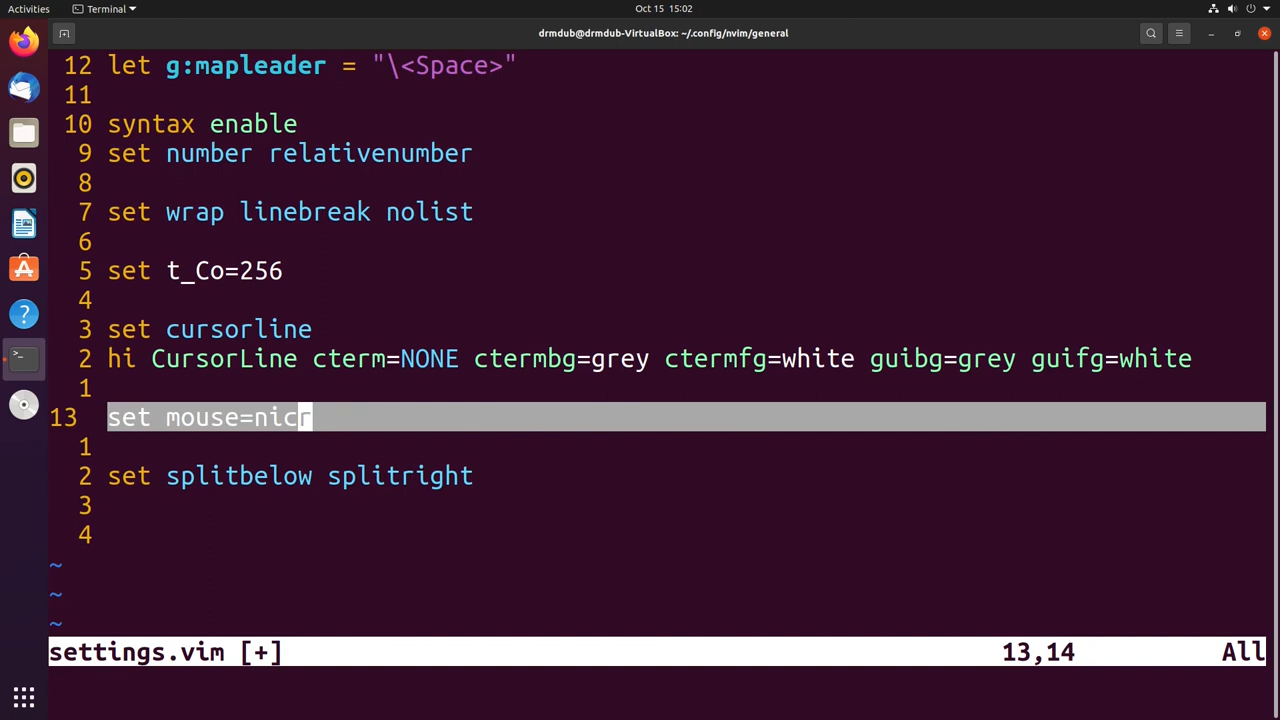 Activities
Terminal
Oct 15 15:02
drmdub@drmdub-VirtualBox: ~/.config/nvim/general
12 let g:mapleader = "\<Space>"
11
10 syntax enable
9 set number relativenumber
8
7 set wrap linebreak nolist
6
5 set t_Co=256
4
3 set cursorline
2 hi CursorLine cterm=NONE ctermbg=grey ctermfg=white guibg=grey guifg=white
1
13 set mouse=nicr
1
2 set splitbelow splitright
3
4
~
~
~
settings.vim [+] 13,14 All